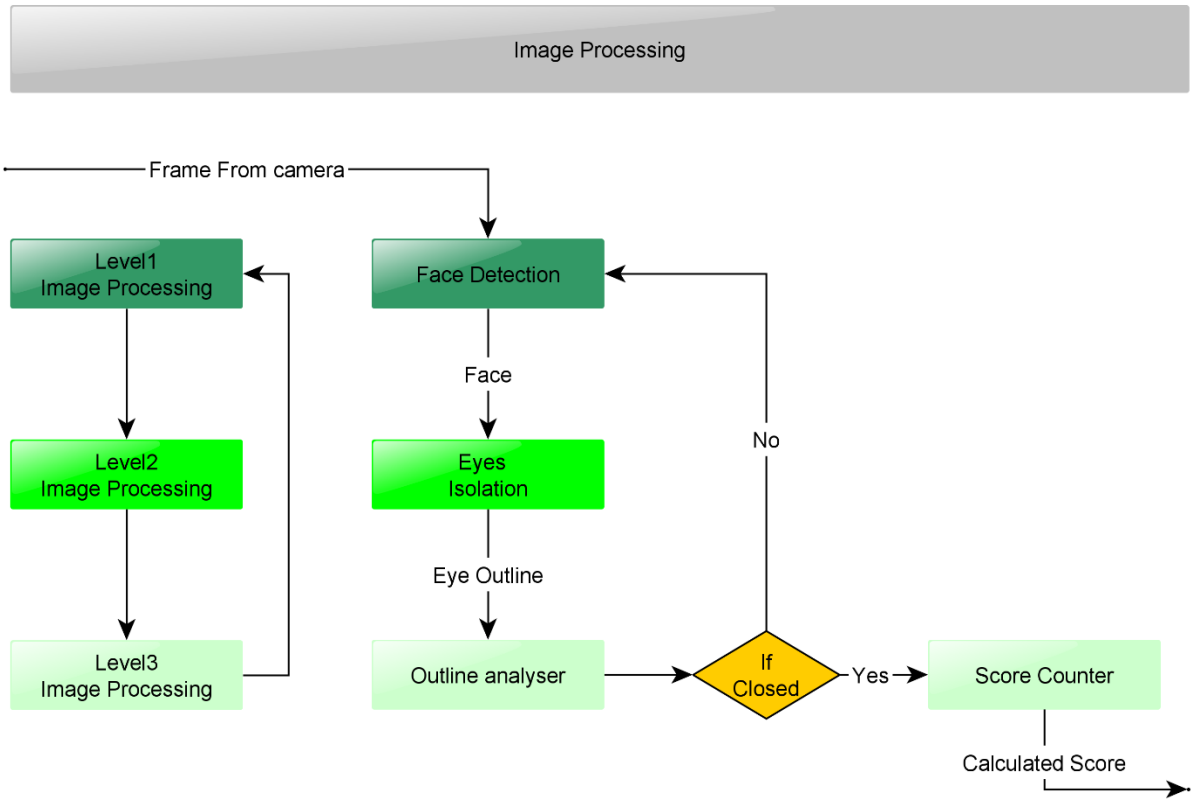 Image Processing
Frame From camera
Level1
Image Processing
Face Detection
Face
Level2
Image Processing
Eyes
Isolation
No
Eye Outline
Level3
Image Processing
Outline analyser
If
Closed
Yes
Score Counter
Calculated Score